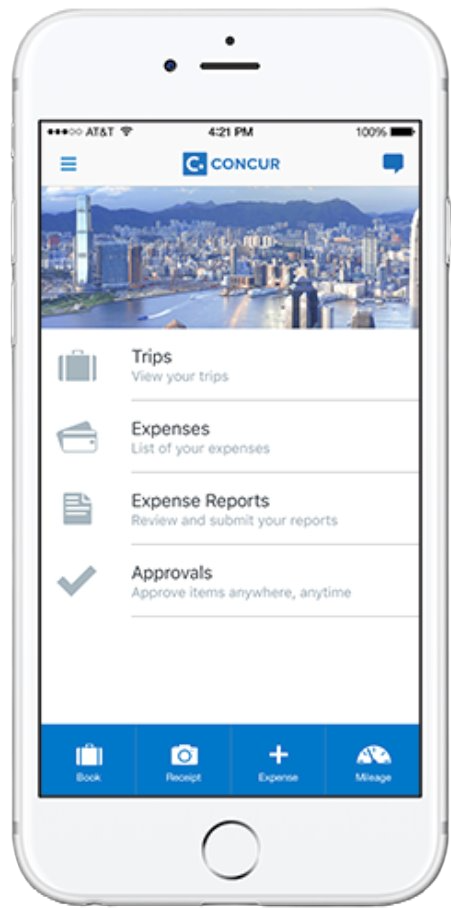 AT&T
4:21 PM
100%
C. CONCUR
Trips
View your trips
Expenses
List of your expenses
Expense Reports
Review and submit your reports
Approvals
Approve items anywhere, anytime
Book
Receipt
Expense
Mileage